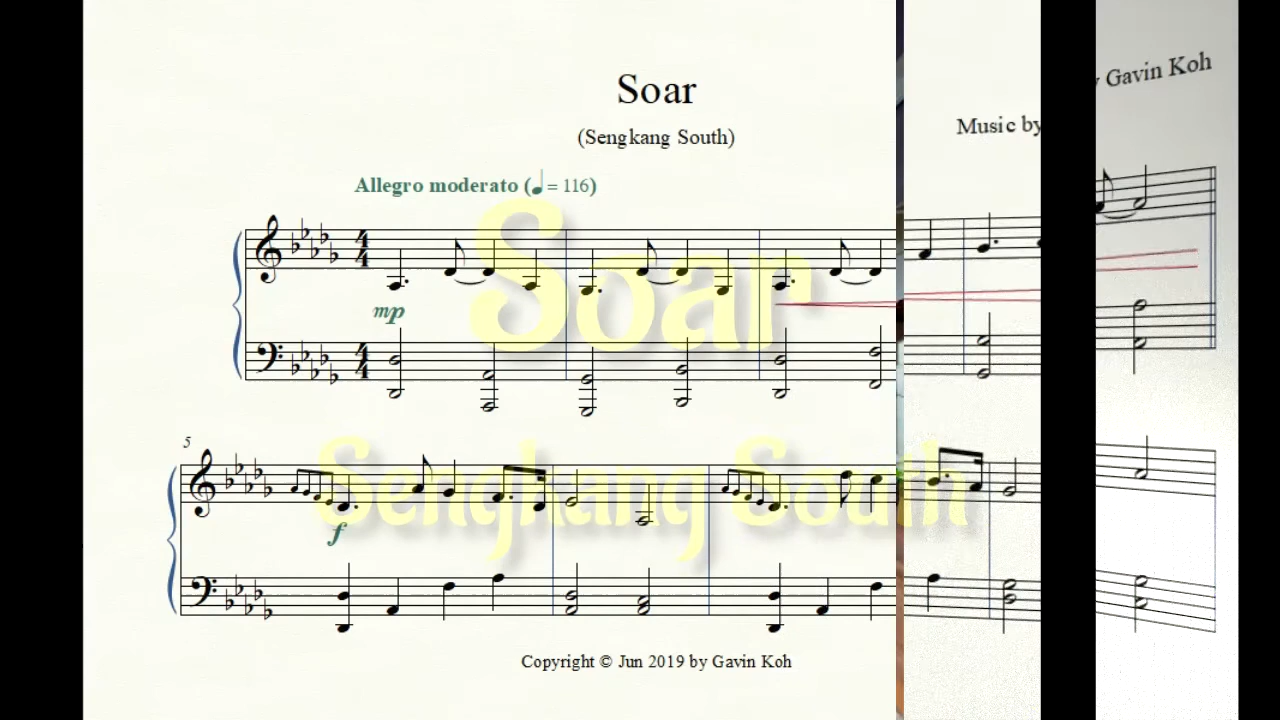 Soar
(Sengkang South)
Gavin Koh
Music by
Allegro moderato (♩ = 116)
Soar
mp
5
Sengkang South
f
Copyright © Jun 2019 by Gavin Koh